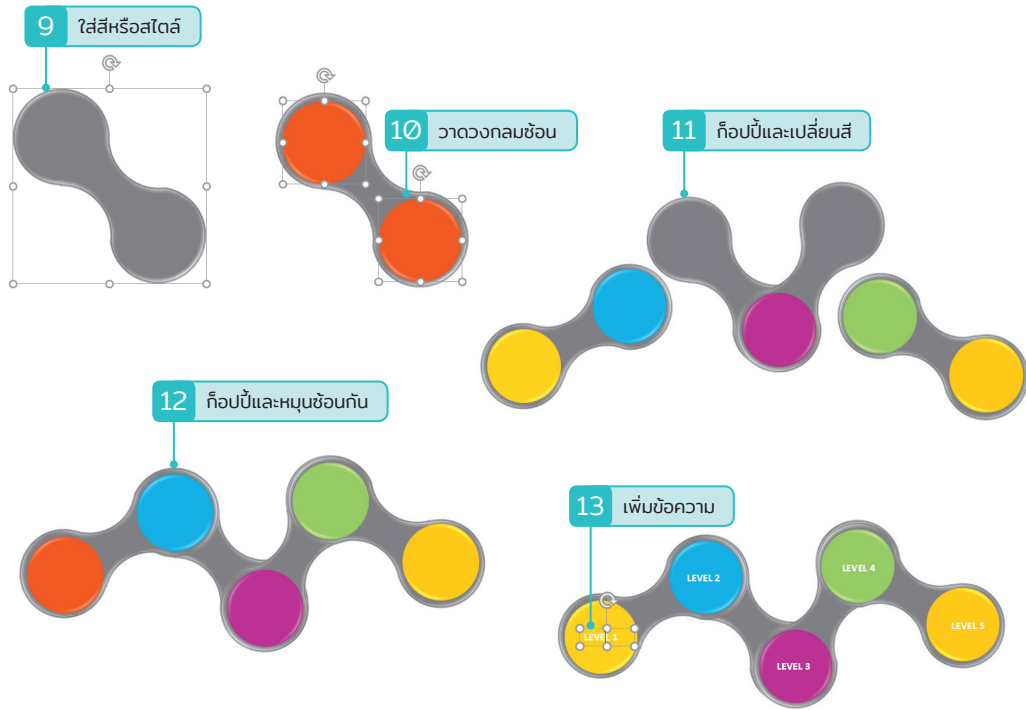 9 ใส่สีหรือสไตล์
10 วาดวงกลมซ้อน
11 ก็อปปี้และเปลี่ยนสี
12 ก็อปปี้และหมุนซ้อนกัน
13 เพิ่มข้อความ
LEVEL 1
LEVEL 2
LEVEL 3
LEVEL 4
LEVEL 5